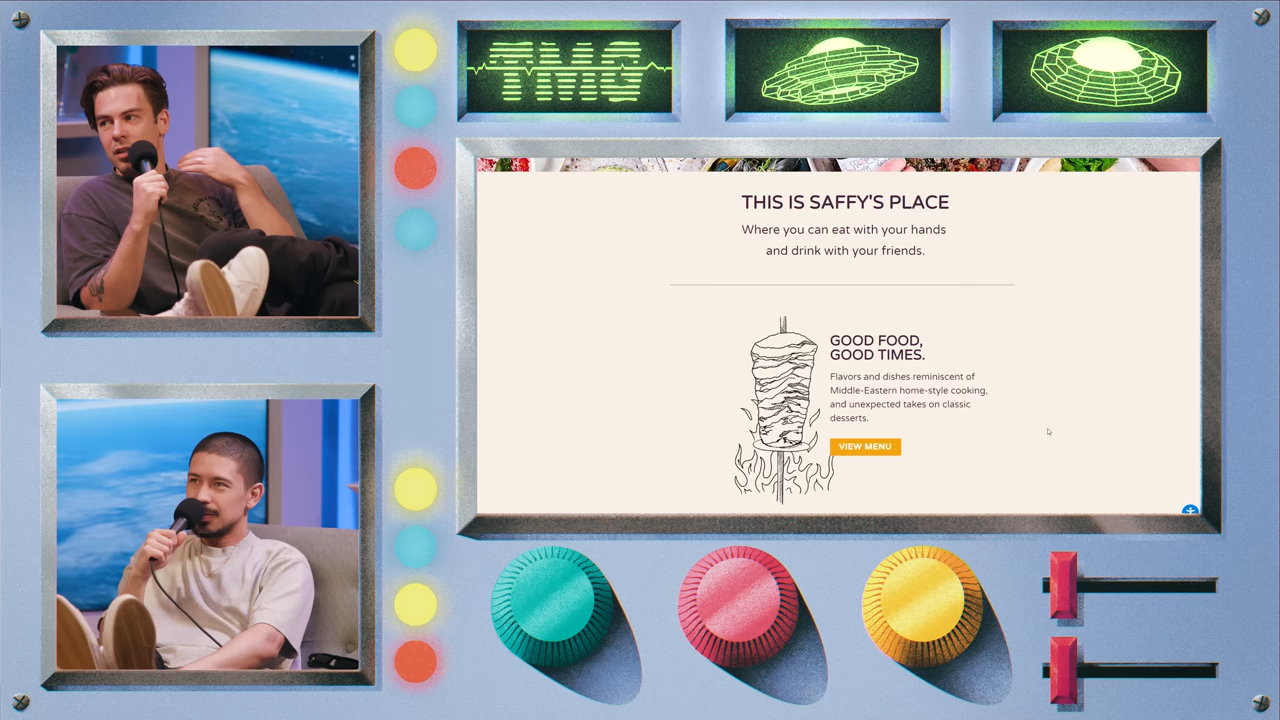 TMG
THIS IS SAFFY'S PLACE
Where you can eat with your hands
and drink with your friends.
GOOD FOOD,
GOOD TIMES.
Flavors and dishes reminiscent of
Middle-Eastern home-style cooking,
and unexpected takes on classic
desserts.
VIEW MENU